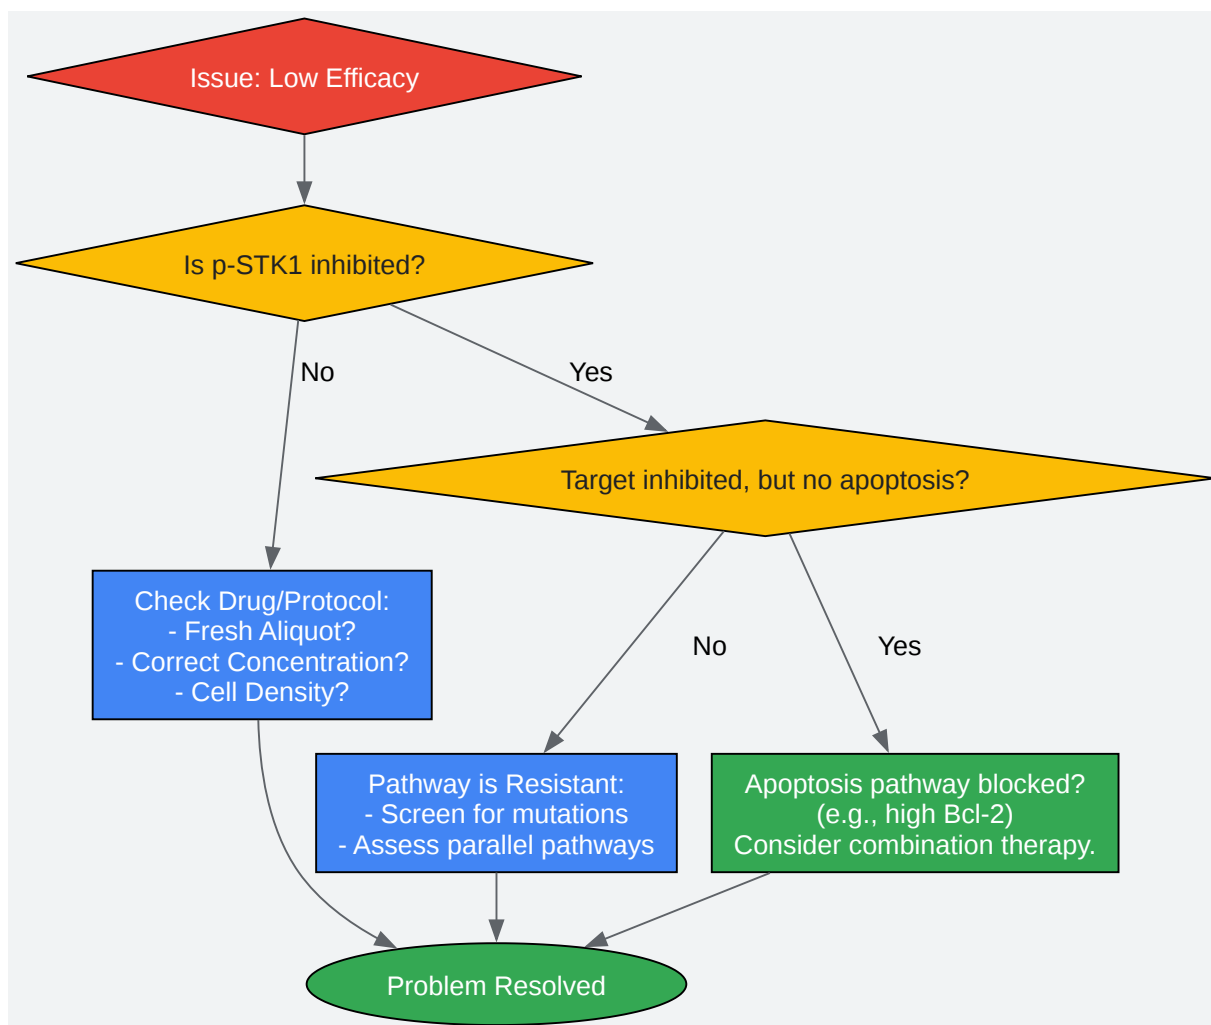 Issue: Low Efficacy
Is p-STK1 inhibited?
No
Yes
Target inhibited, but no apoptosis?
Check Drug/Protocol:
- Fresh Aliquot?
- Correct Concentration?
- Cell Density?
No
Yes
Pathway is Resistant:
- Screen for mutations
- Assess parallel pathways
Apoptosis pathway blocked?
(e.g., high Bcl-2)
Consider combination therapy.
Problem Resolved